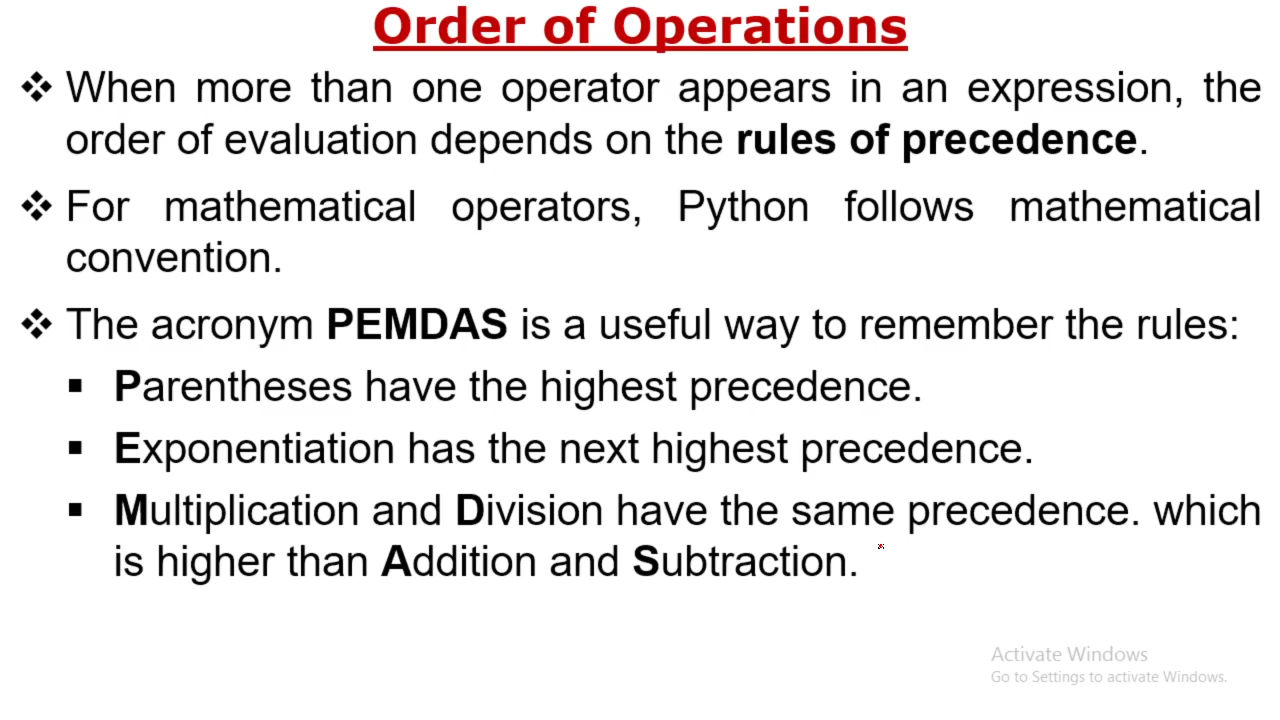 Order of Operations
❖ When more than one operator appears in an expression, the
order of evaluation depends on the rules of precedence.
❖ For mathematical operators, Python follows mathematical
convention.
❖ The acronym PEMDAS is a useful way to remember the rules:
▪ Parentheses have the highest precedence.
▪ Exponentiation has the next highest precedence.
▪ Multiplication and Division have the same precedence. which
is higher than Addition and Subtraction.
Activate Windows
Go to Settings to activate Windows.